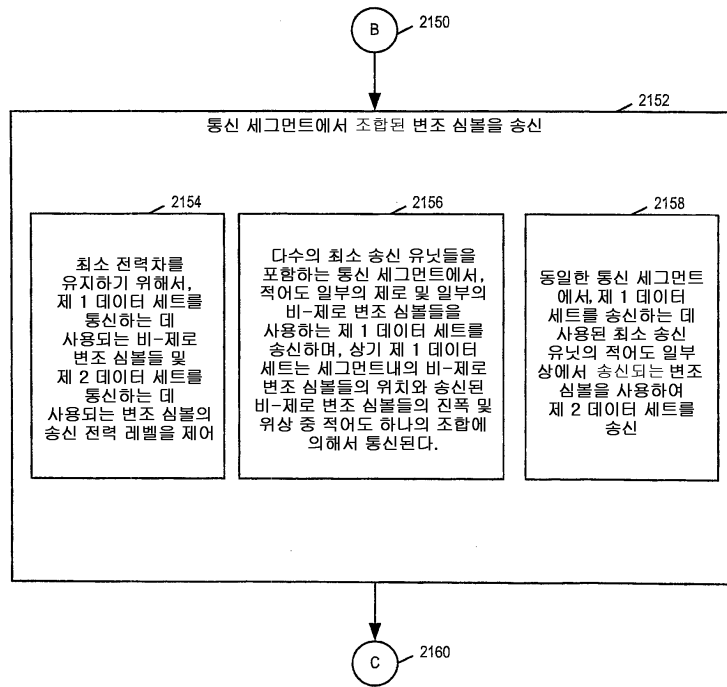 B
2150
2152
통신 세그먼트에서 조합된 변조 심볼을 송신
2154
최소 전력차를
유지하기 위해서,
제 1 데이터 세트를
통신하는 데
사용되는 비-제로
변조 심볼들 및
제 2 데이터 세트를
통신하는 데
사용되는 변조 심볼의
송신 전력 레벨을 제어
2156
다수의 최소 송신 유닛들을
포함하는 통신 세그먼트에서,
적어도 일부의 제로 및 일부의
비-제로 변조 심볼들을
사용하는 제 1 데이터 세트를
송신하며, 상기 제 1 데이터
세트는 세그먼트내의 비-제로
변조 심볼들의 위치와 송신된
비-제로 변조 심볼들의 진폭 및
위상 중 적어도 하나의 조합에
의해서 통신된다.
2158
동일한 통신 세그먼트
에서, 제 1 데이터
세트를 송신하는 데
사용된 최소 송신
유닛의 적어도 일부
상에서 송신되는 변조
심볼을 사용하여
제 2 데이터 세트를
송신
C
2160